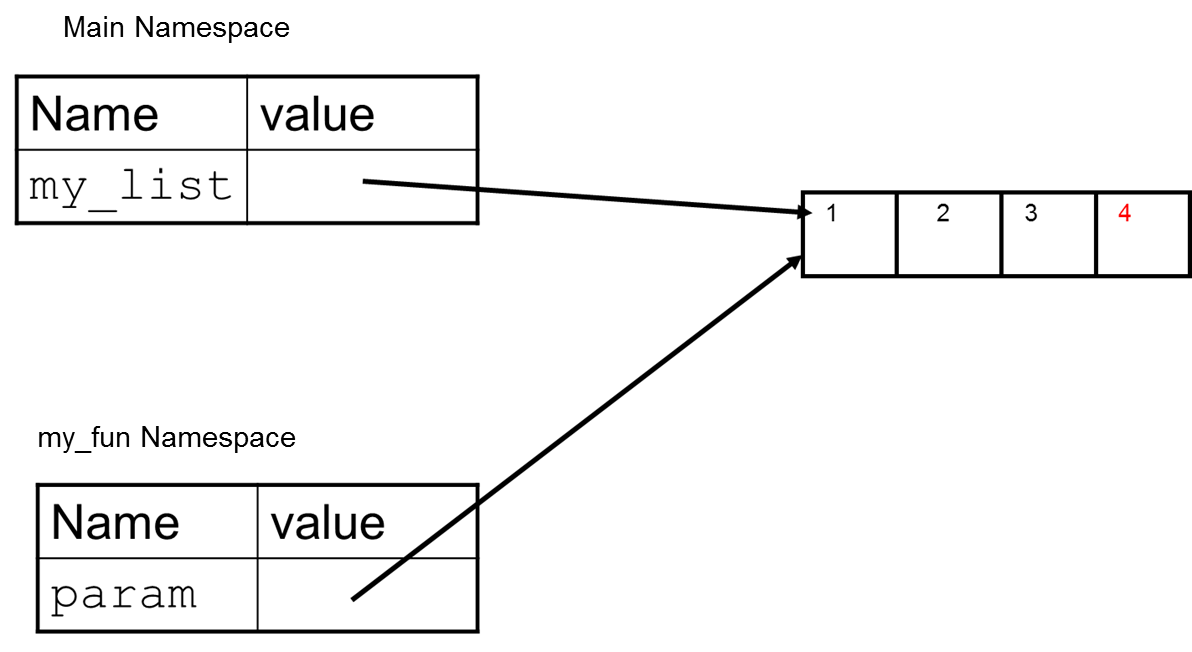 Main Namespace
Name value
my_list
1 2 3 4
my_fun Namespace
Name value
param